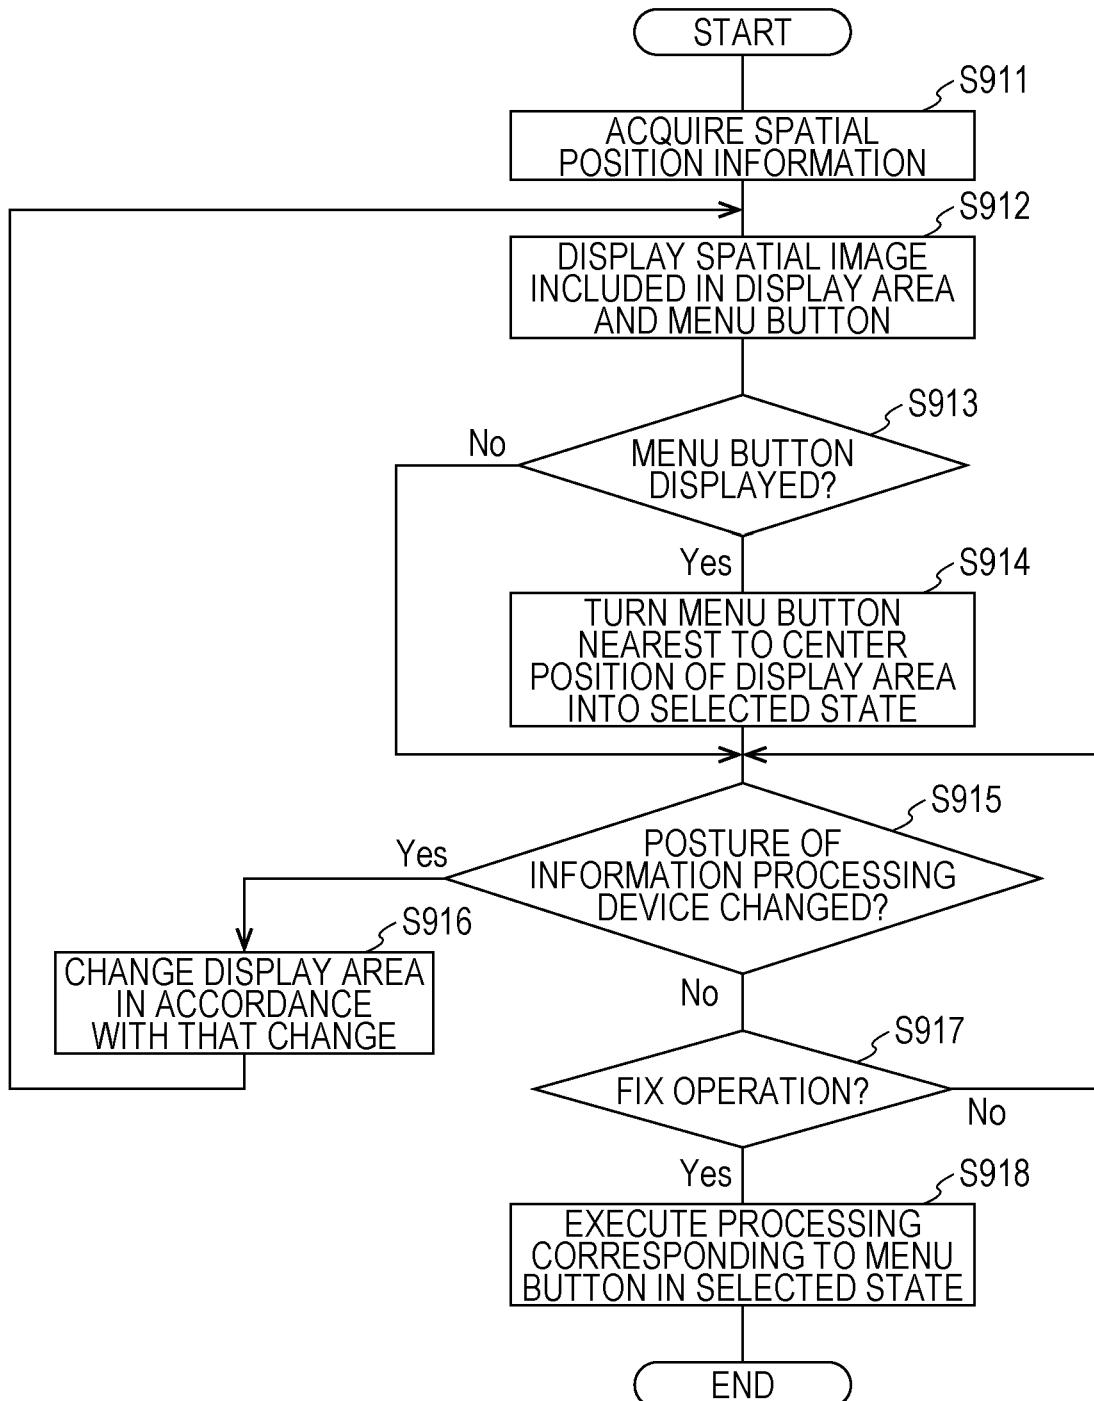 START
S911
ACQUIRE SPATIAL
POSITION INFORMATION
S912
DISPLAY SPATIAL IMAGE
INCLUDED IN DISPLAY AREA
AND MENU BUTTON
S913
No
MENU BUTTON
DISPLAYED?
Yes
S914
TURN MENU BUTTON
NEAREST TO CENTER
POSITION OF DISPLAY AREA
INTO SELECTED STATE
S915
Yes
POSTURE OF
INFORMATION PROCESSING
DEVICE CHANGED?
S916
CHANGE DISPLAY AREA
IN ACCORDANCE
WITH THAT CHANGE
No
S917
FIX OPERATION?
No
Yes
S918
EXECUTE PROCESSING
CORRESPONDING TO MENU
BUTTON IN SELECTED STATE
END